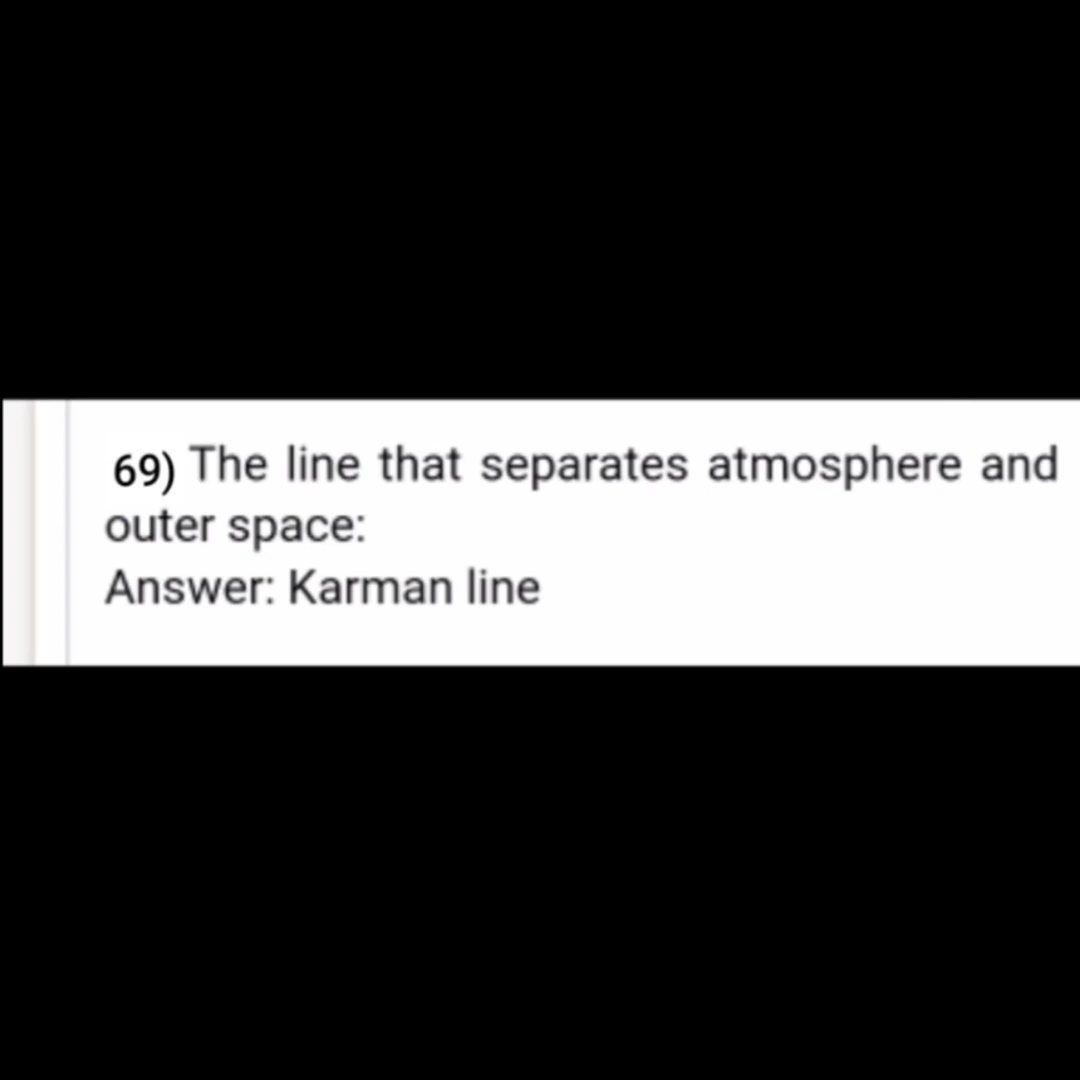 69) The line that separates atmosphere and
outer space:
Answer: Karman line